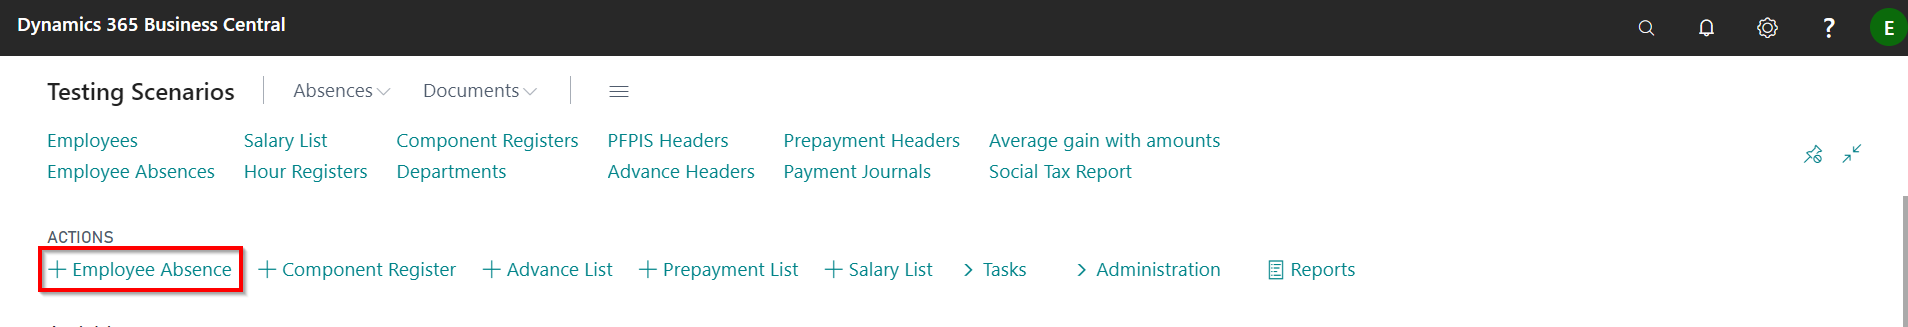 Dynamics 365 Business Central
? E
Testing Scenarios Absences Documents
Employees Salary List Component Registers PFPIS Headers Prepayment Headers Average gain with amounts
Employee Absences Hour Registers Departments Advance Headers Payment Journals Social Tax Report
ACTIONS
+ Employee Absence + Component Register + Advance List + Prepayment List + Salary List > Tasks > Administration Reports